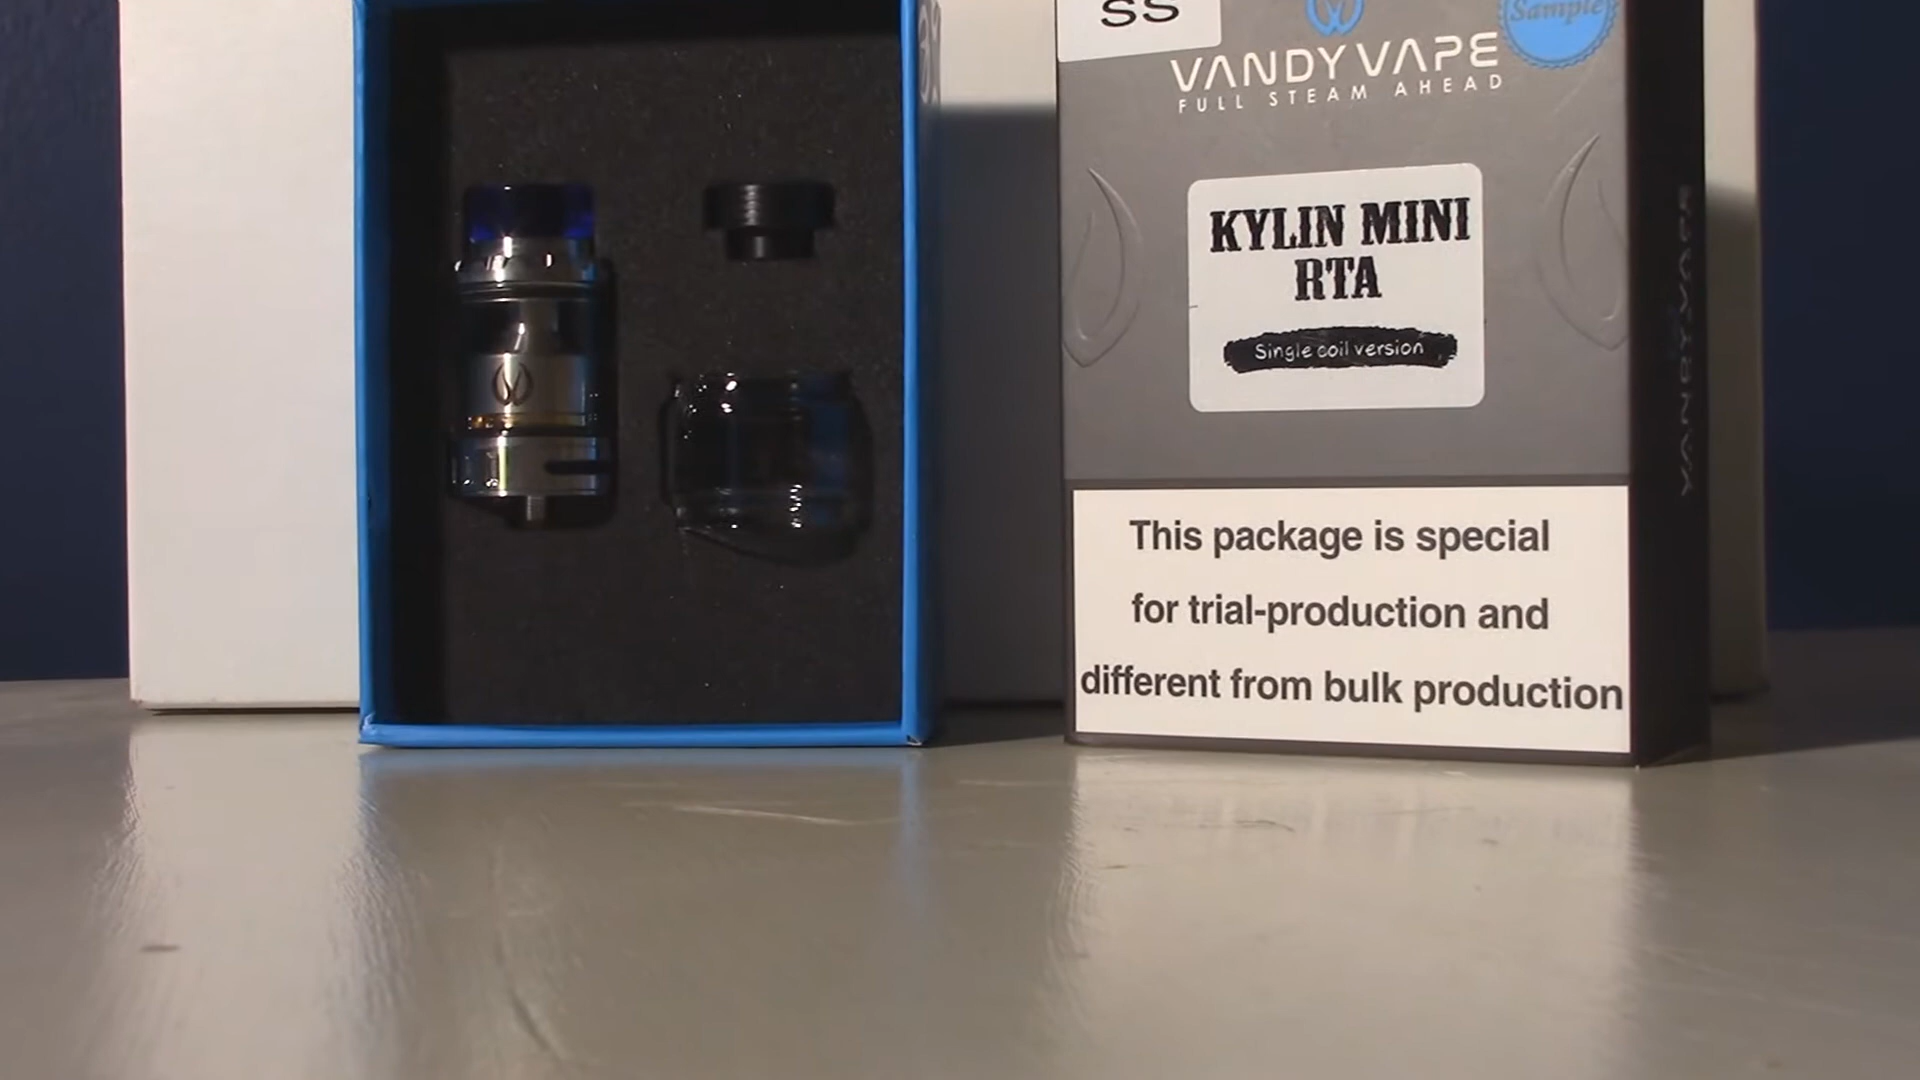 SS
Sample
VANDY VAPE
FULL STEAM AHEAD
KYLIN MINI
RTA
Single coil version
This package is special
for trial-production and
different from bulk production
VANDY VAPE